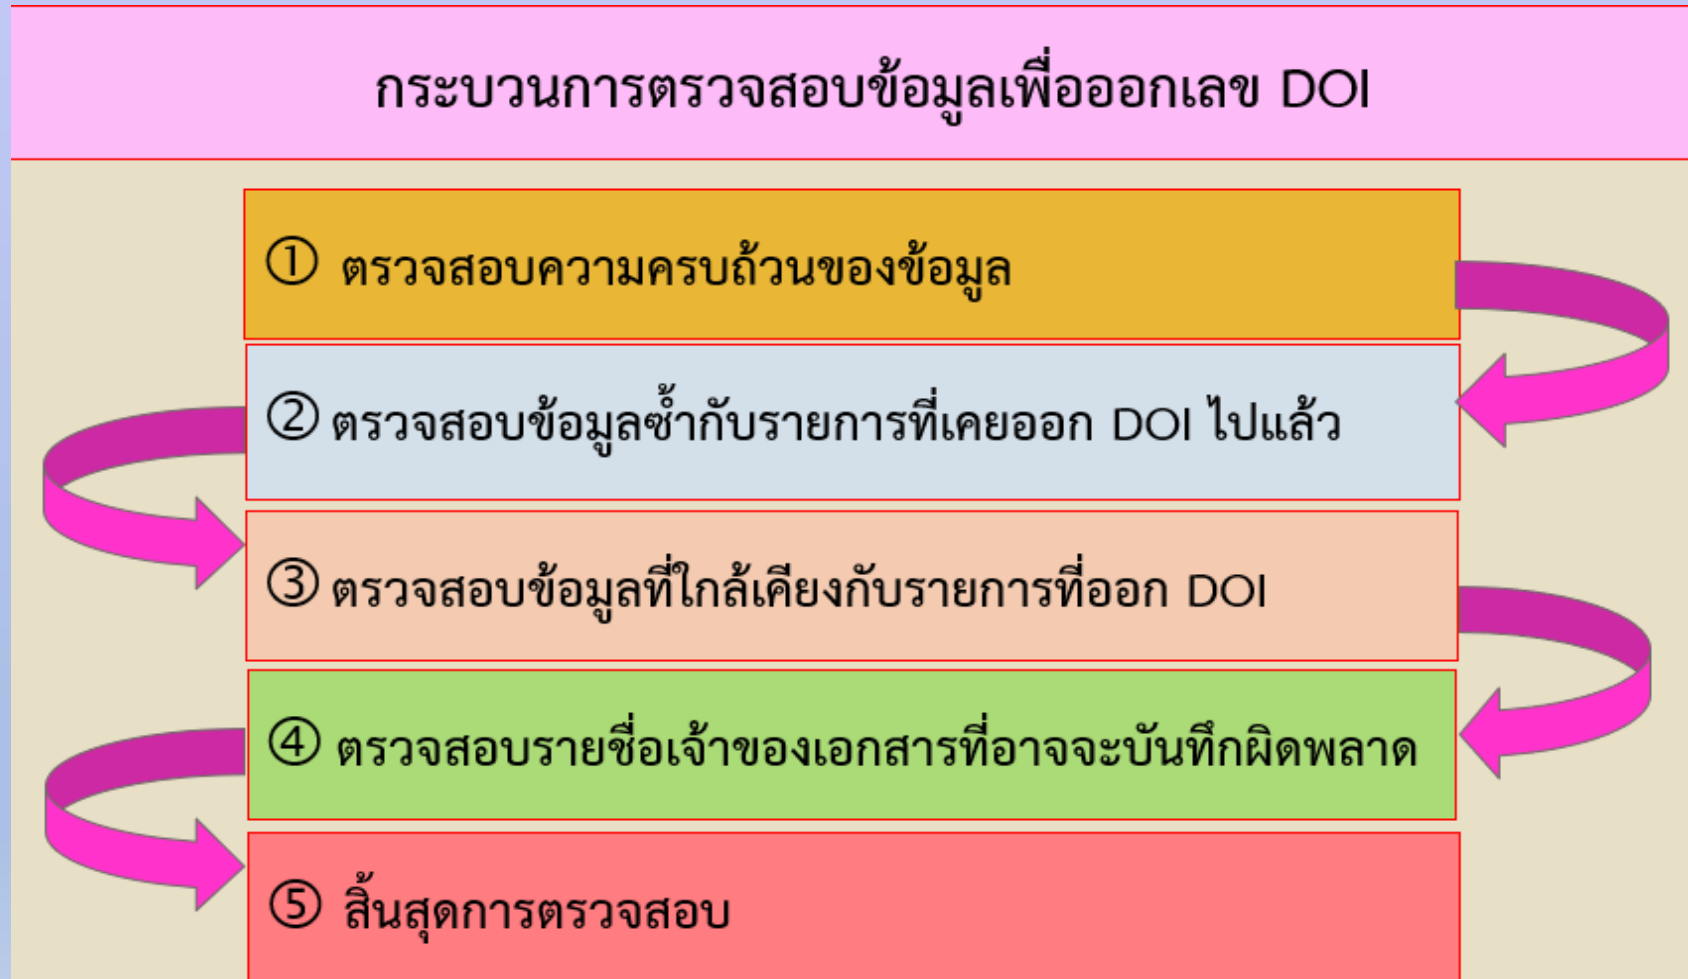 กระบวนการตรวจสอบข้อมูลเพื่อออกเลข DOI
① ตรวจสอบความครบถ้วนของข้อมูล
② ตรวจสอบข้อมูลซ้ำกับรายการที่เคยออก DOI ไปแล้ว
③ ตรวจสอบข้อมูลที่ใกล้เคียงกับรายการที่ออก DOI
④ ตรวจสอบรายชื่อเจ้าของเอกสารที่อาจจะบันทึกผิดพลาด
⑤ สิ้นสุดการตรวจสอบ